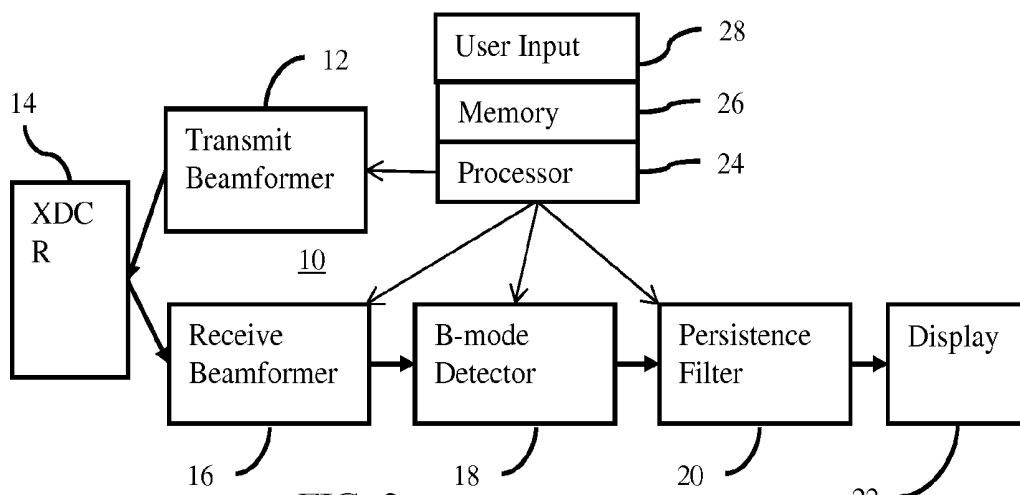 User Input
28
12
Memory
26
14
Transmit
Beamformer
Processor
24
XDC
R
10
Receive
Beamformer
B-mode
Detector
Persistence
Filter
Display
16
18
20